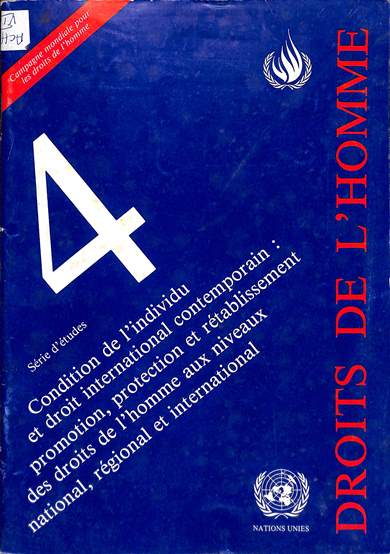 Campagne mondiale pour
les droits de l'homme
4
Série d'études
Condition de l'individu
et droit international contemporain :
promotion, protection et rétablissement
des droits de l'homme aux niveaux
national, régional et international
DROITS DE L'HOMME
NATIONS UNIES